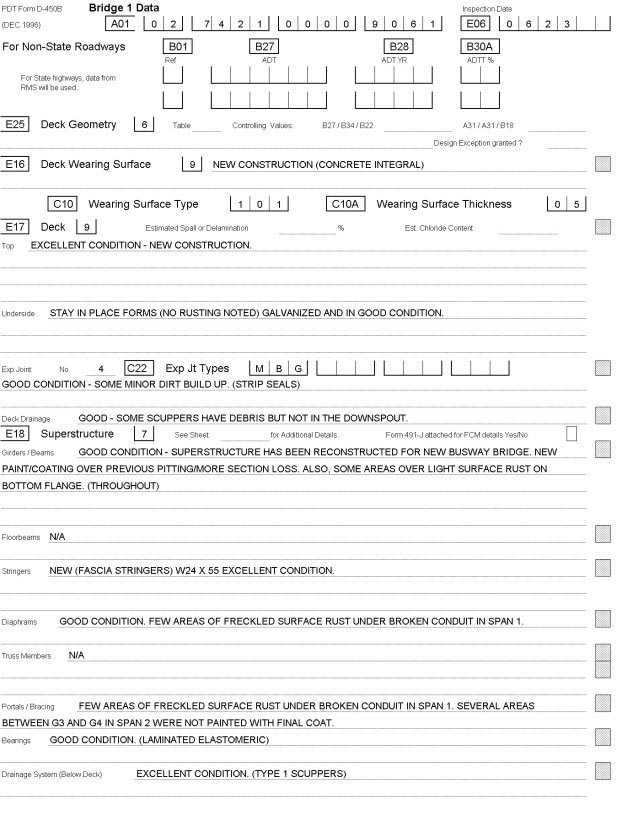 PDT Form D-450B Bridge 1 Data Inspection Date
(DEC 1996) A01 0 2 7 4 2 1 0 0 0 0 9 0 6 1 E06 0 6 2 3
For Non-State Roadways B01 B27 B28 B30A
Ref ADT ADT YR ADTT %
For State highways, data from
RMS will be used.
E25 Deck Geometry 6 Table Controlling Values: B27 / B34 / B22 A31 / A31 / B18
Design Exception granted ?
E16 Deck Wearing Surface 9 NEW CONSTRUCTION (CONCRETE INTEGRAL)
C10 Wearing Surface Type 1 0 1 C10A Wearing Surface Thickness 0 5
E17 Deck 9 Estimated Spall or Delamination % Est. Chloride Content
Top EXCELLENT CONDITION - NEW CONSTRUCTION.
Underside STAY IN PLACE FORMS (NO RUSTING NOTED) GALVANIZED AND IN GOOD CONDITION.
Exp Joint No. 4 C22 Exp Jt Types M B G
GOOD CONDITION - SOME MINOR DIRT BUILD UP. (STRIP SEALS)
Deck Drainage GOOD - SOME SCUPPERS HAVE DEBRIS BUT NOT IN THE DOWNSPOUT.
E18 Superstructure 7 See Sheet for Additional Details. Form 491-J attached for FCM details Yes/No
Girders / Beams GOOD CONDITION - SUPERSTRUCTURE HAS BEEN RECONSTRUCTED FOR NEW BUSWAY BRIDGE. NEW
PAINT/COATING OVER PREVIOUS PITTING/MORE SECTION LOSS. ALSO, SOME AREAS OVER LIGHT SURFACE RUST ON
BOTTOM FLANGE. (THROUGHOUT)
Floorbeams N/A
Stringers NEW (FASCIA STRINGERS) W24 X 55 EXCELLENT CONDITION.
Diaphrams GOOD CONDITION. FEW AREAS OF FRECKLED SURFACE RUST UNDER BROKEN CONDUIT IN SPAN 1.
Truss Members N/A
Portals / Bracing FEW AREAS OF FRECKLED SURFACE RUST UNDER BROKEN CONDUIT IN SPAN 1. SEVERAL AREAS
BETWEEN G3 AND G4 IN SPAN 2 WERE NOT PAINTED WITH FINAL COAT.
Bearings GOOD CONDITION. (LAMINATED ELASTOMERIC)
Drainage System (Below Deck) EXCELLENT CONDITION. (TYPE 1 SCUPPERS)